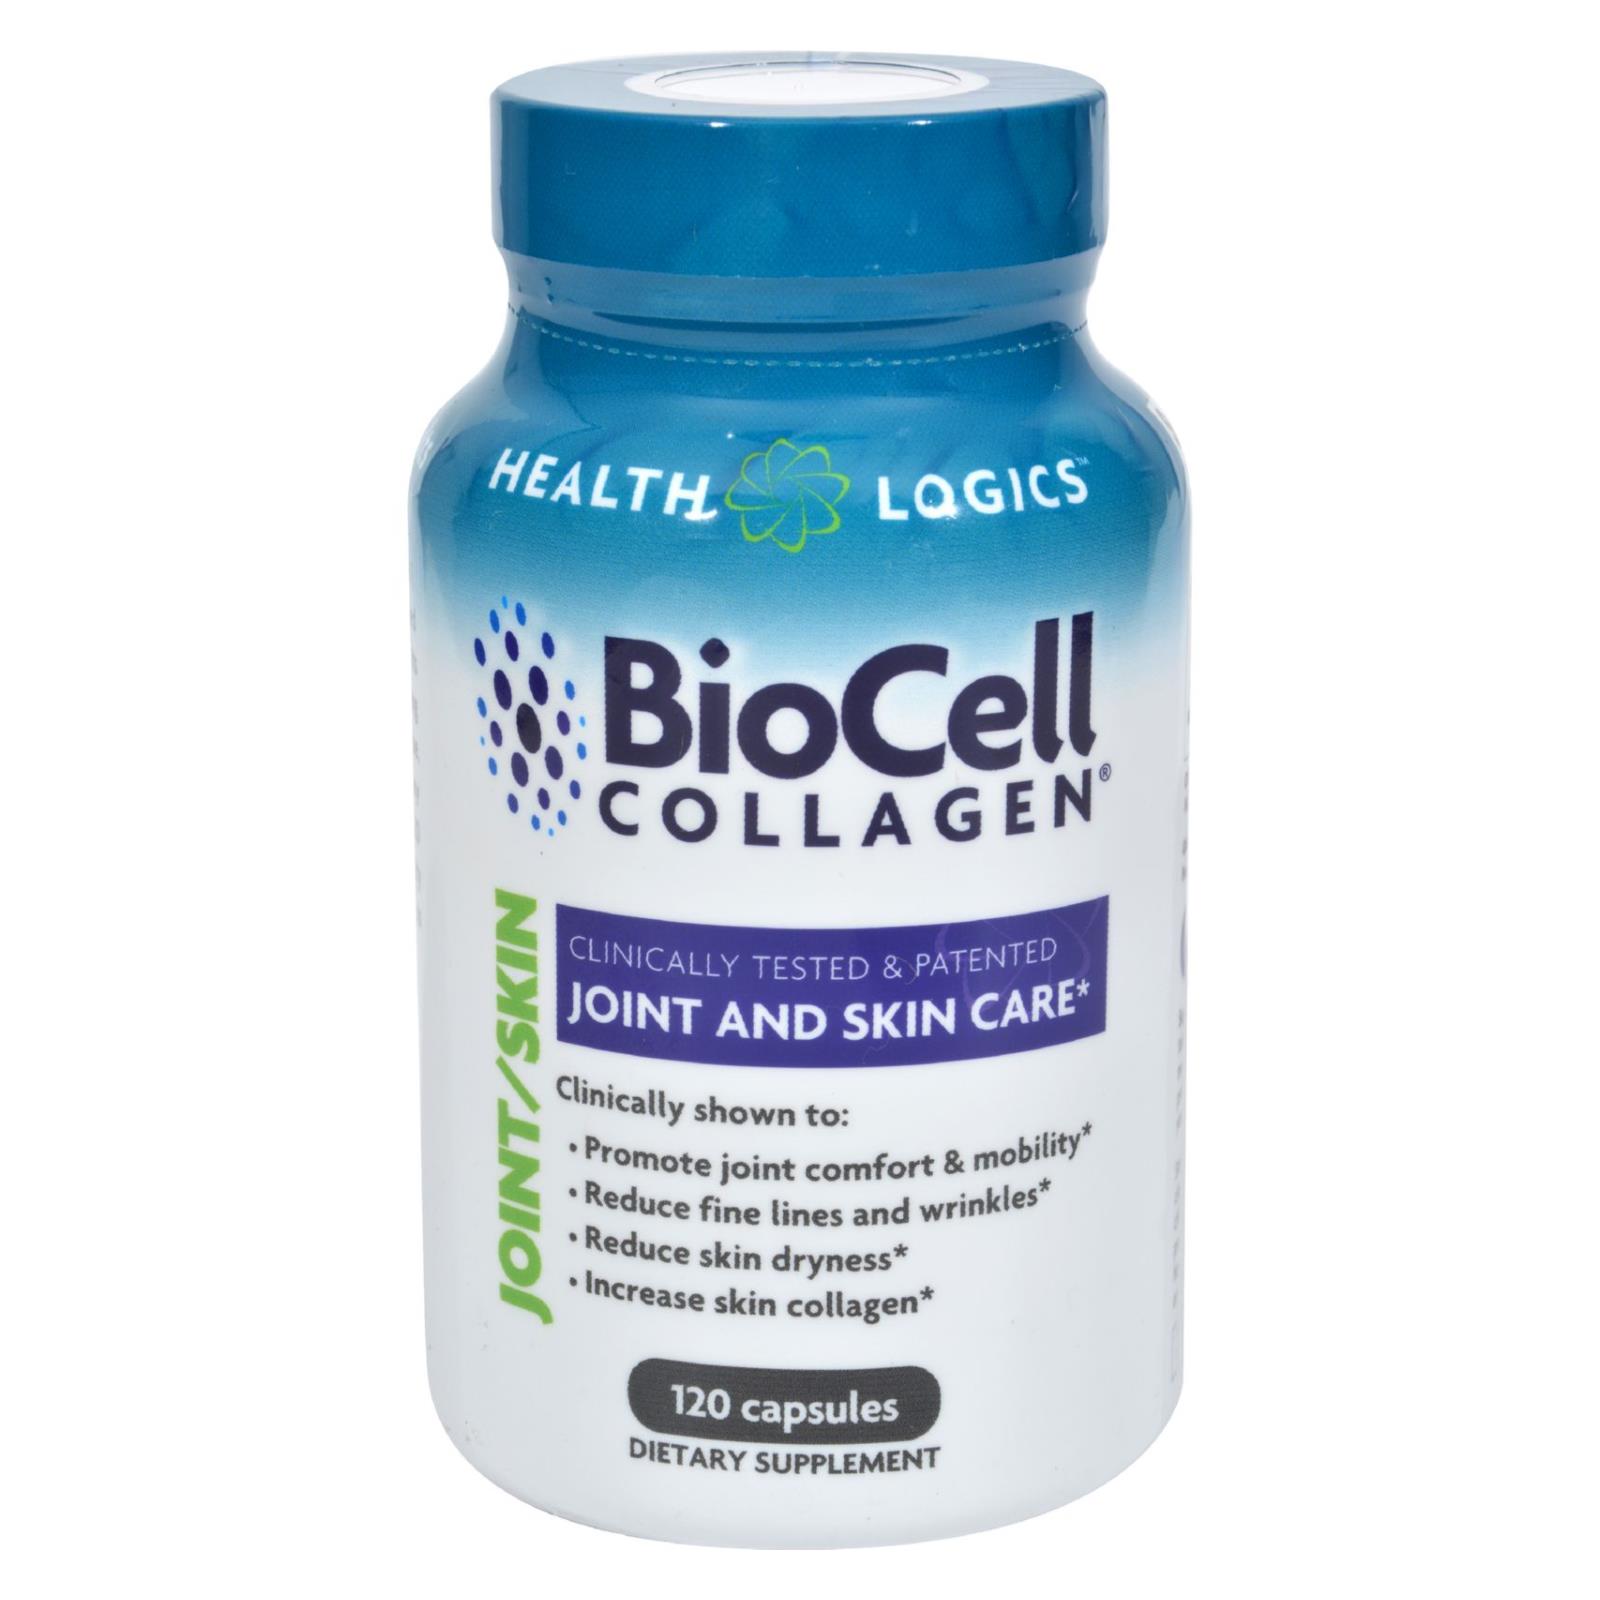 HEALTH LOGICS™
BioCell
COLLAGEN®
JOINT/SKIN
CLINICALLY TESTED & PATENTED
JOINT AND SKIN CARE*
Clinically shown to:
• Promote joint comfort & mobility*
• Reduce fine lines and wrinkles*
• Reduce skin dryness*
• Increase skin collagen*
120 capsules
DIETARY SUPPLEMENT